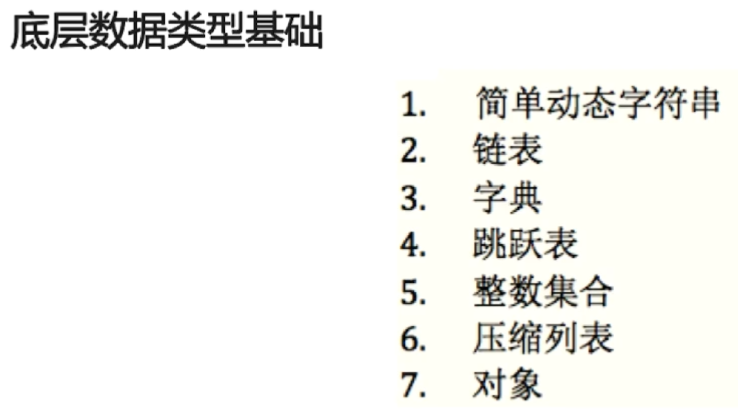 底层数据类型基础
1. 简单动态字符串
2. 链表
3. 字典
4. 跳跃表
5. 整数集合
6. 压缩列表
7. 对象